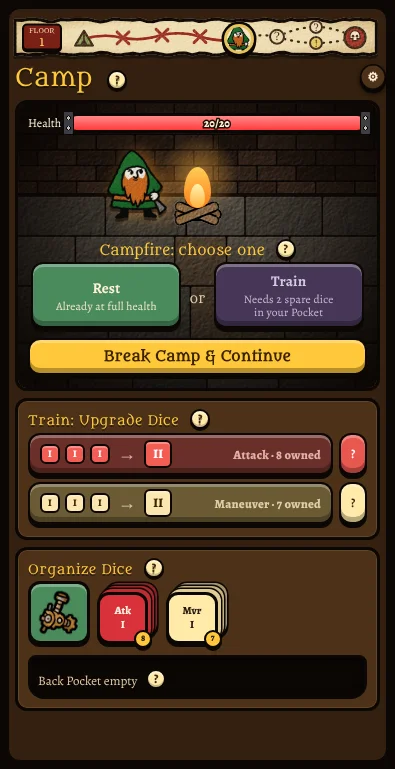 FLOOR
1
? ? !
Camp ?
Health 20/20
Campfire: choose one ?
Rest
Already at full health
or
Train
Needs 2 spare dice
in your Pocket
Break Camp & Continue
Train: Upgrade Dice ?
I I I → II Attack · 8 owned ?
I I I → II Maneuver · 7 owned ?
Organize Dice ?
Atk
I
8
Mvr
I
7
Back Pocket empty ?